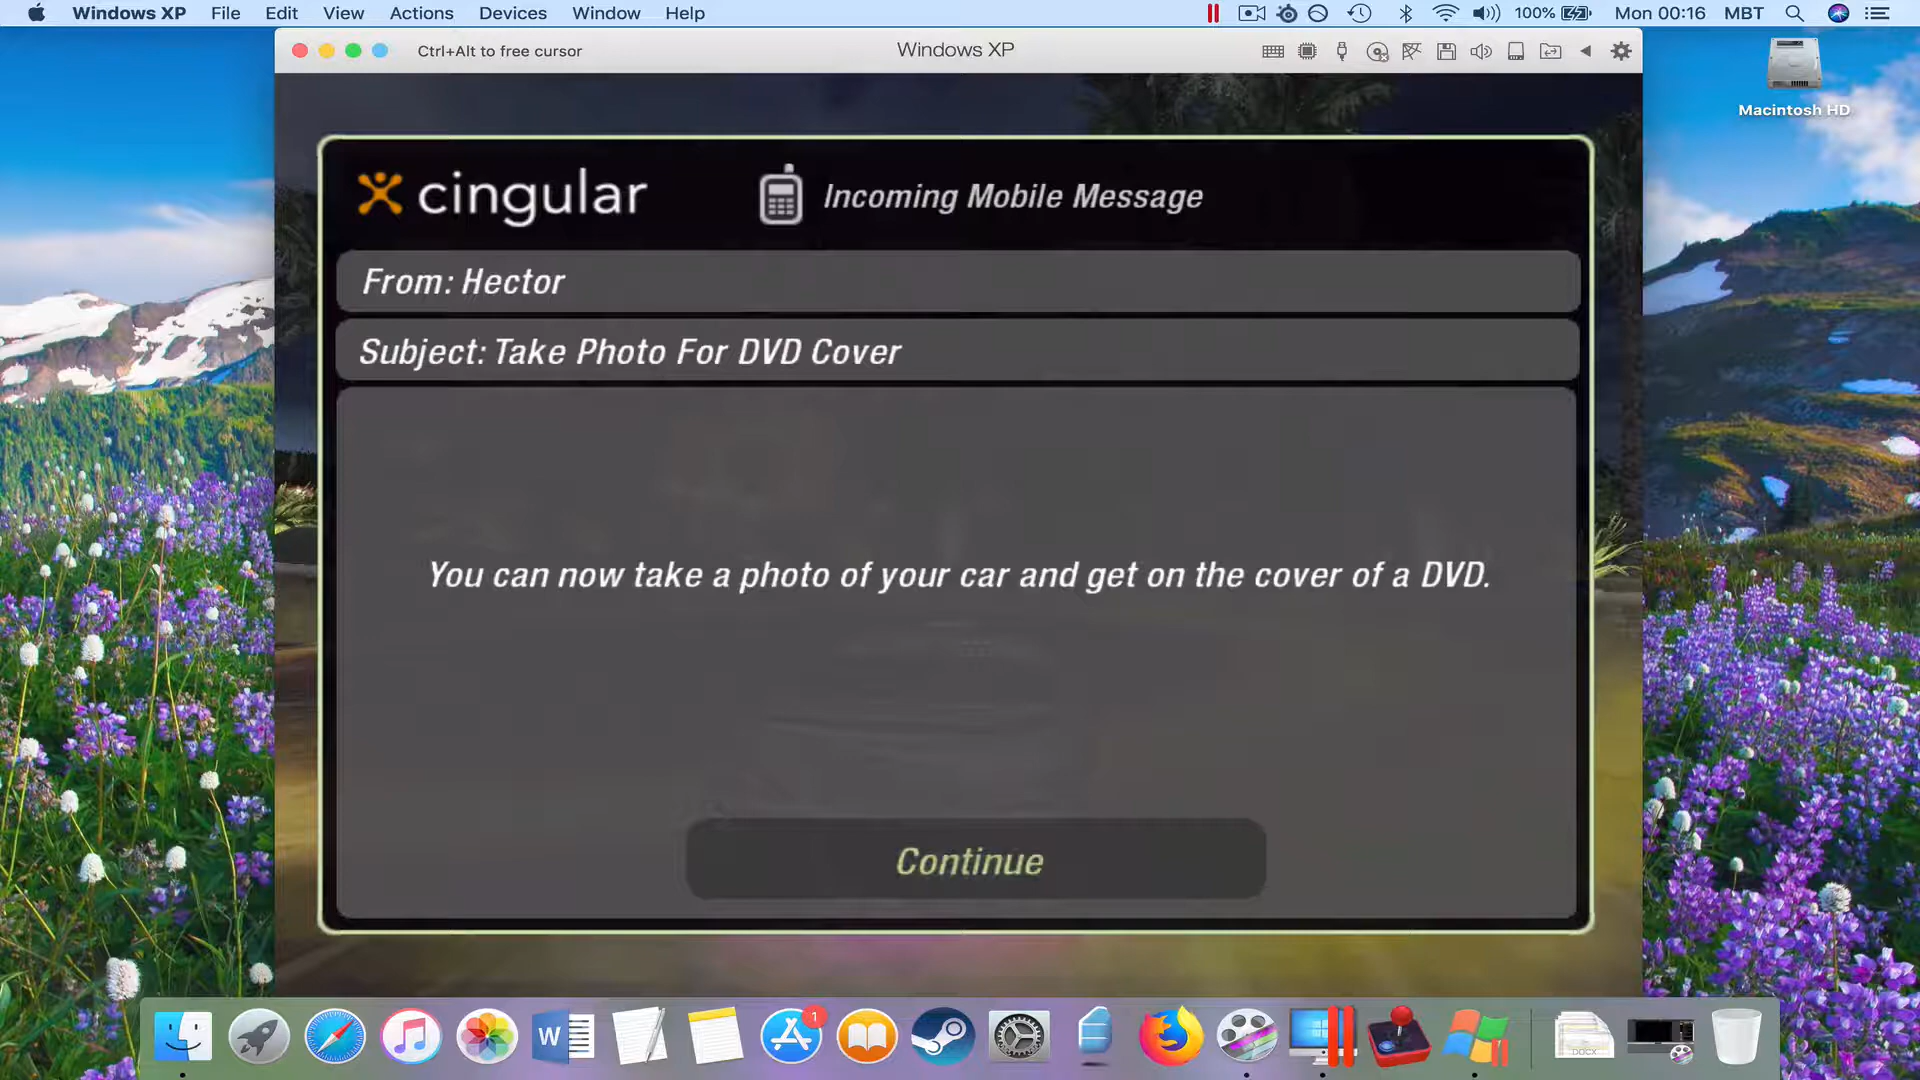 Windows XP File Edit View Actions Devices Window Help 100% Mon 00:16 MBT
Ctrl+Alt to free cursor Windows XP
Macintosh HD
cingular Incoming Mobile Message
From: Hector
Subject: Take Photo For DVD Cover
You can now take a photo of your car and get on the cover of a DVD.
Continue
1
W
DOCX